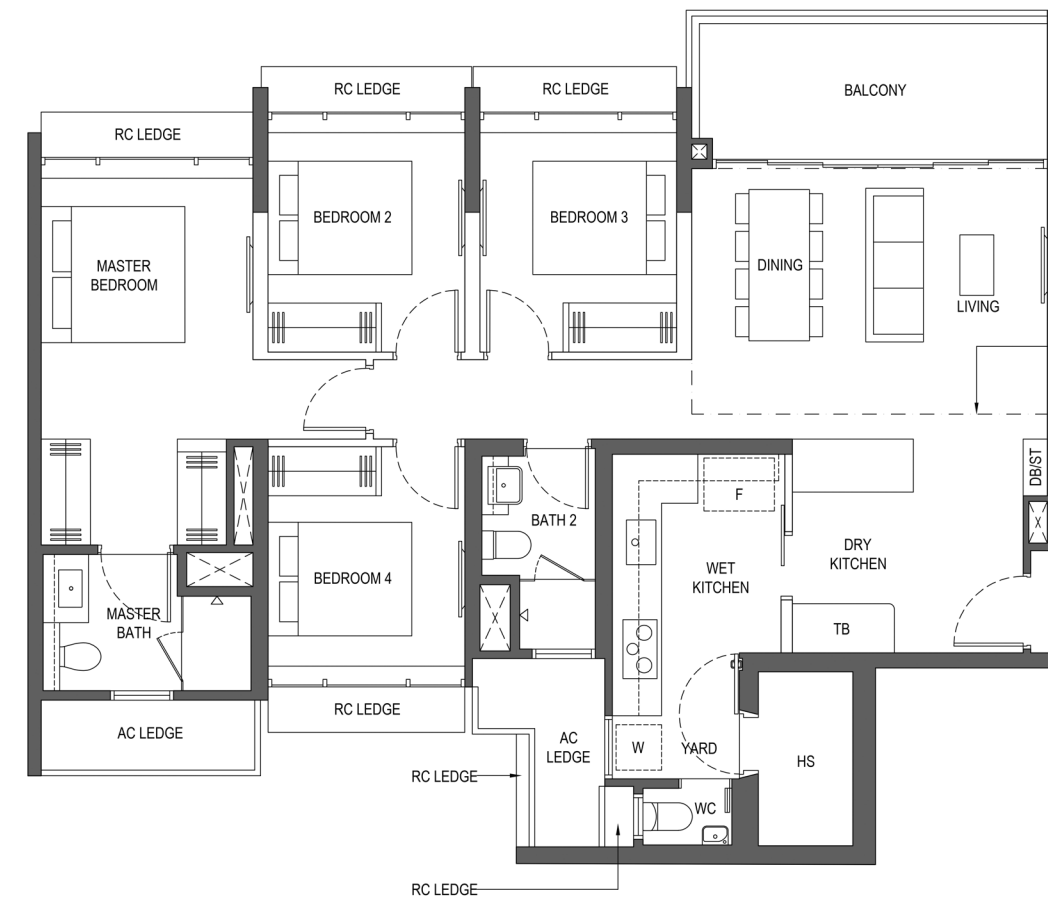 BALCONY
RC LEDGE
RC LEDGE
RC LEDGE
BEDROOM 2
BEDROOM 3
MASTER
BEDROOM
DINING
LIVING
DB/ST
F
BATH 2
DRY
KITCHEN
WET
KITCHEN
BEDROOM 4
MASTER
BATH
TB
RC LEDGE
AC LEDGE
AC
LEDGE
W
YARD
HS
RC LEDGE
WC
RC LEDGE